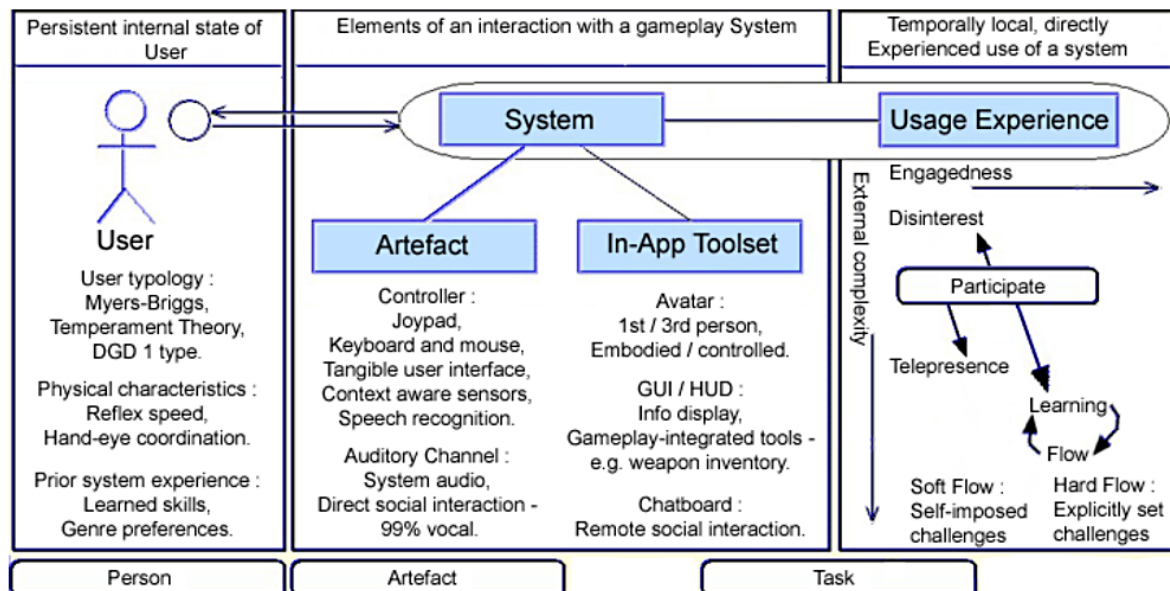 Persistent internal state of
User
Elements of an interaction with a gameplay System
Temporally local, directly
Experienced use of a system
System
Usage Experience
User
User typology :
Myers-Briggs,
Temperament Theory,
DGD 1 type.
Physical characteristics :
Reflex speed,
Hand-eye coordination.
Prior system experience :
Learned skills,
Genre preferences.
Artefact
Controller :
Joypad,
Keyboard and mouse,
Tangible user interface,
Context aware sensors,
Speech recognition.
Auditory Channel :
System audio,
Direct social interaction -
99% vocal.
In-App Toolset
Avatar :
1st / 3rd person,
Embodied / controlled.
GUI / HUD :
Info display,
Gameplay-integrated tools -
e.g. weapon inventory.
Chatboard :
Remote social interaction.
External complexity
Engagedness
Disinterest
Participate
Telepresence
Learning
Flow
Soft Flow :
Self-imposed
challenges
Hard Flow :
Explicitly set
challenges
Person
Artefact
Task